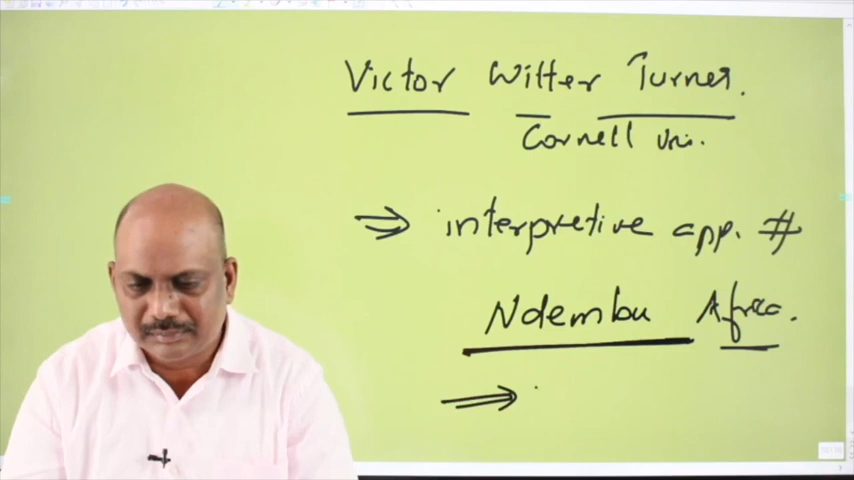 Victor Witter Turner.
Cornell Uni.
⇒ interpretive app. #
Ndembu Africa.
⇒